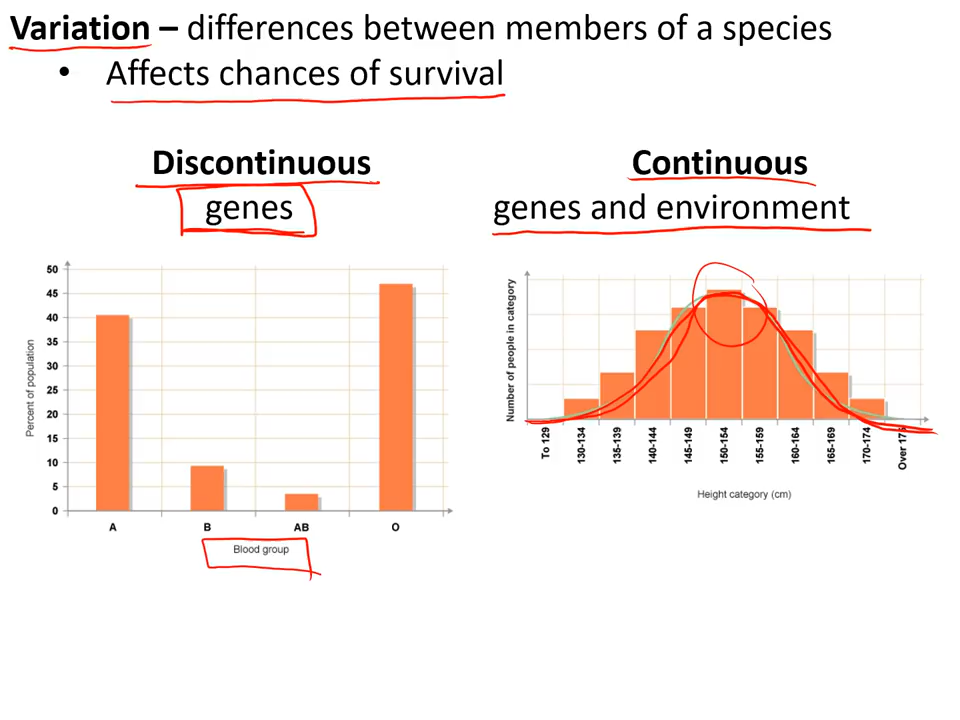 Variation – differences between members of a species
• Affects chances of survival
Discontinuous
genes
Continuous
genes and environment
Percent of population
50
45
40
35
30
25
20
15
10
5
0
A B AB O
Blood group
Number of people in category
To 129
130-134
135-139
140-144
145-149
150-154
155-159
160-164
165-169
170-174
Over
Height category (cm)